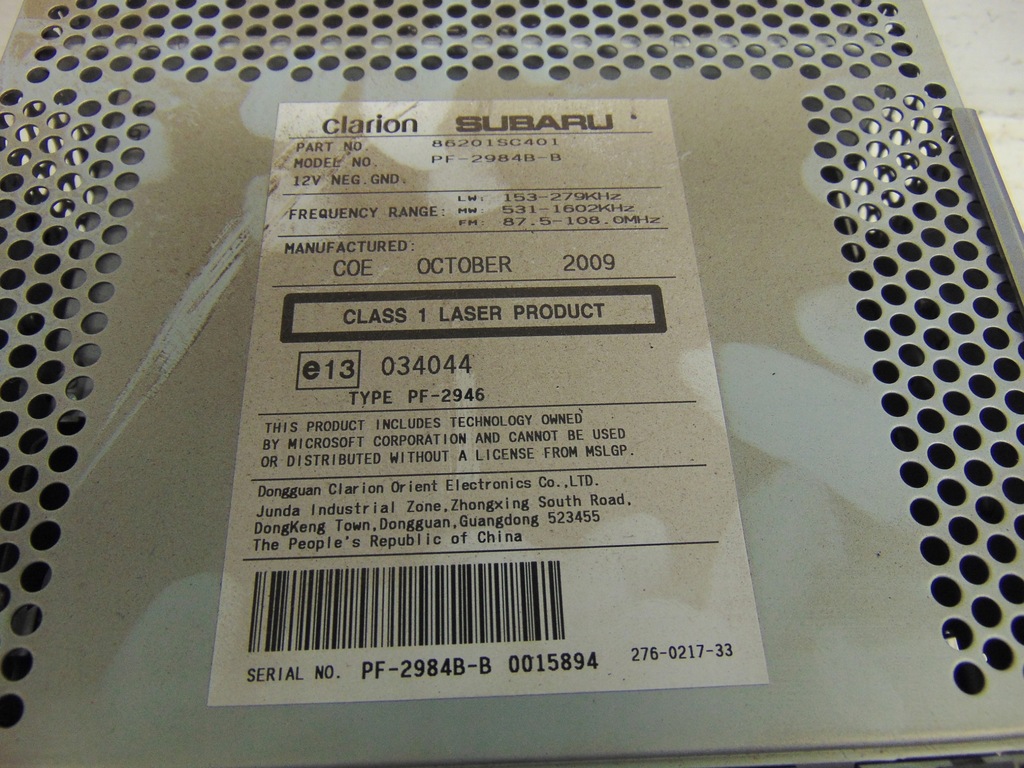 clarion SUBARU
PART NO. 86201SC401
MODEL NO. PF-2984B-B
12V NEG.GND.
FREQUENCY RANGE: LW: 153-279KHz
MW: 531-1602KHz
FM: 87.5-108.0MHz
MANUFACTURED:
COE OCTOBER 2009
CLASS 1 LASER PRODUCT
e13 034044
TYPE PF-2946
THIS PRODUCT INCLUDES TECHNOLOGY OWNED
BY MICROSOFT CORPORATION AND CANNOT BE USED
OR DISTRIBUTED WITHOUT A LICENSE FROM MSLGP.
Dongguan Clarion Orient Electronics Co.,LTD.
Junda Industrial Zone,Zhongxing South Road,
DongKeng Town,Dongguan,Guangdong 523455
The People's Republic of China
SERIAL NO. PF-2984B-B 0015894 276-0217-33